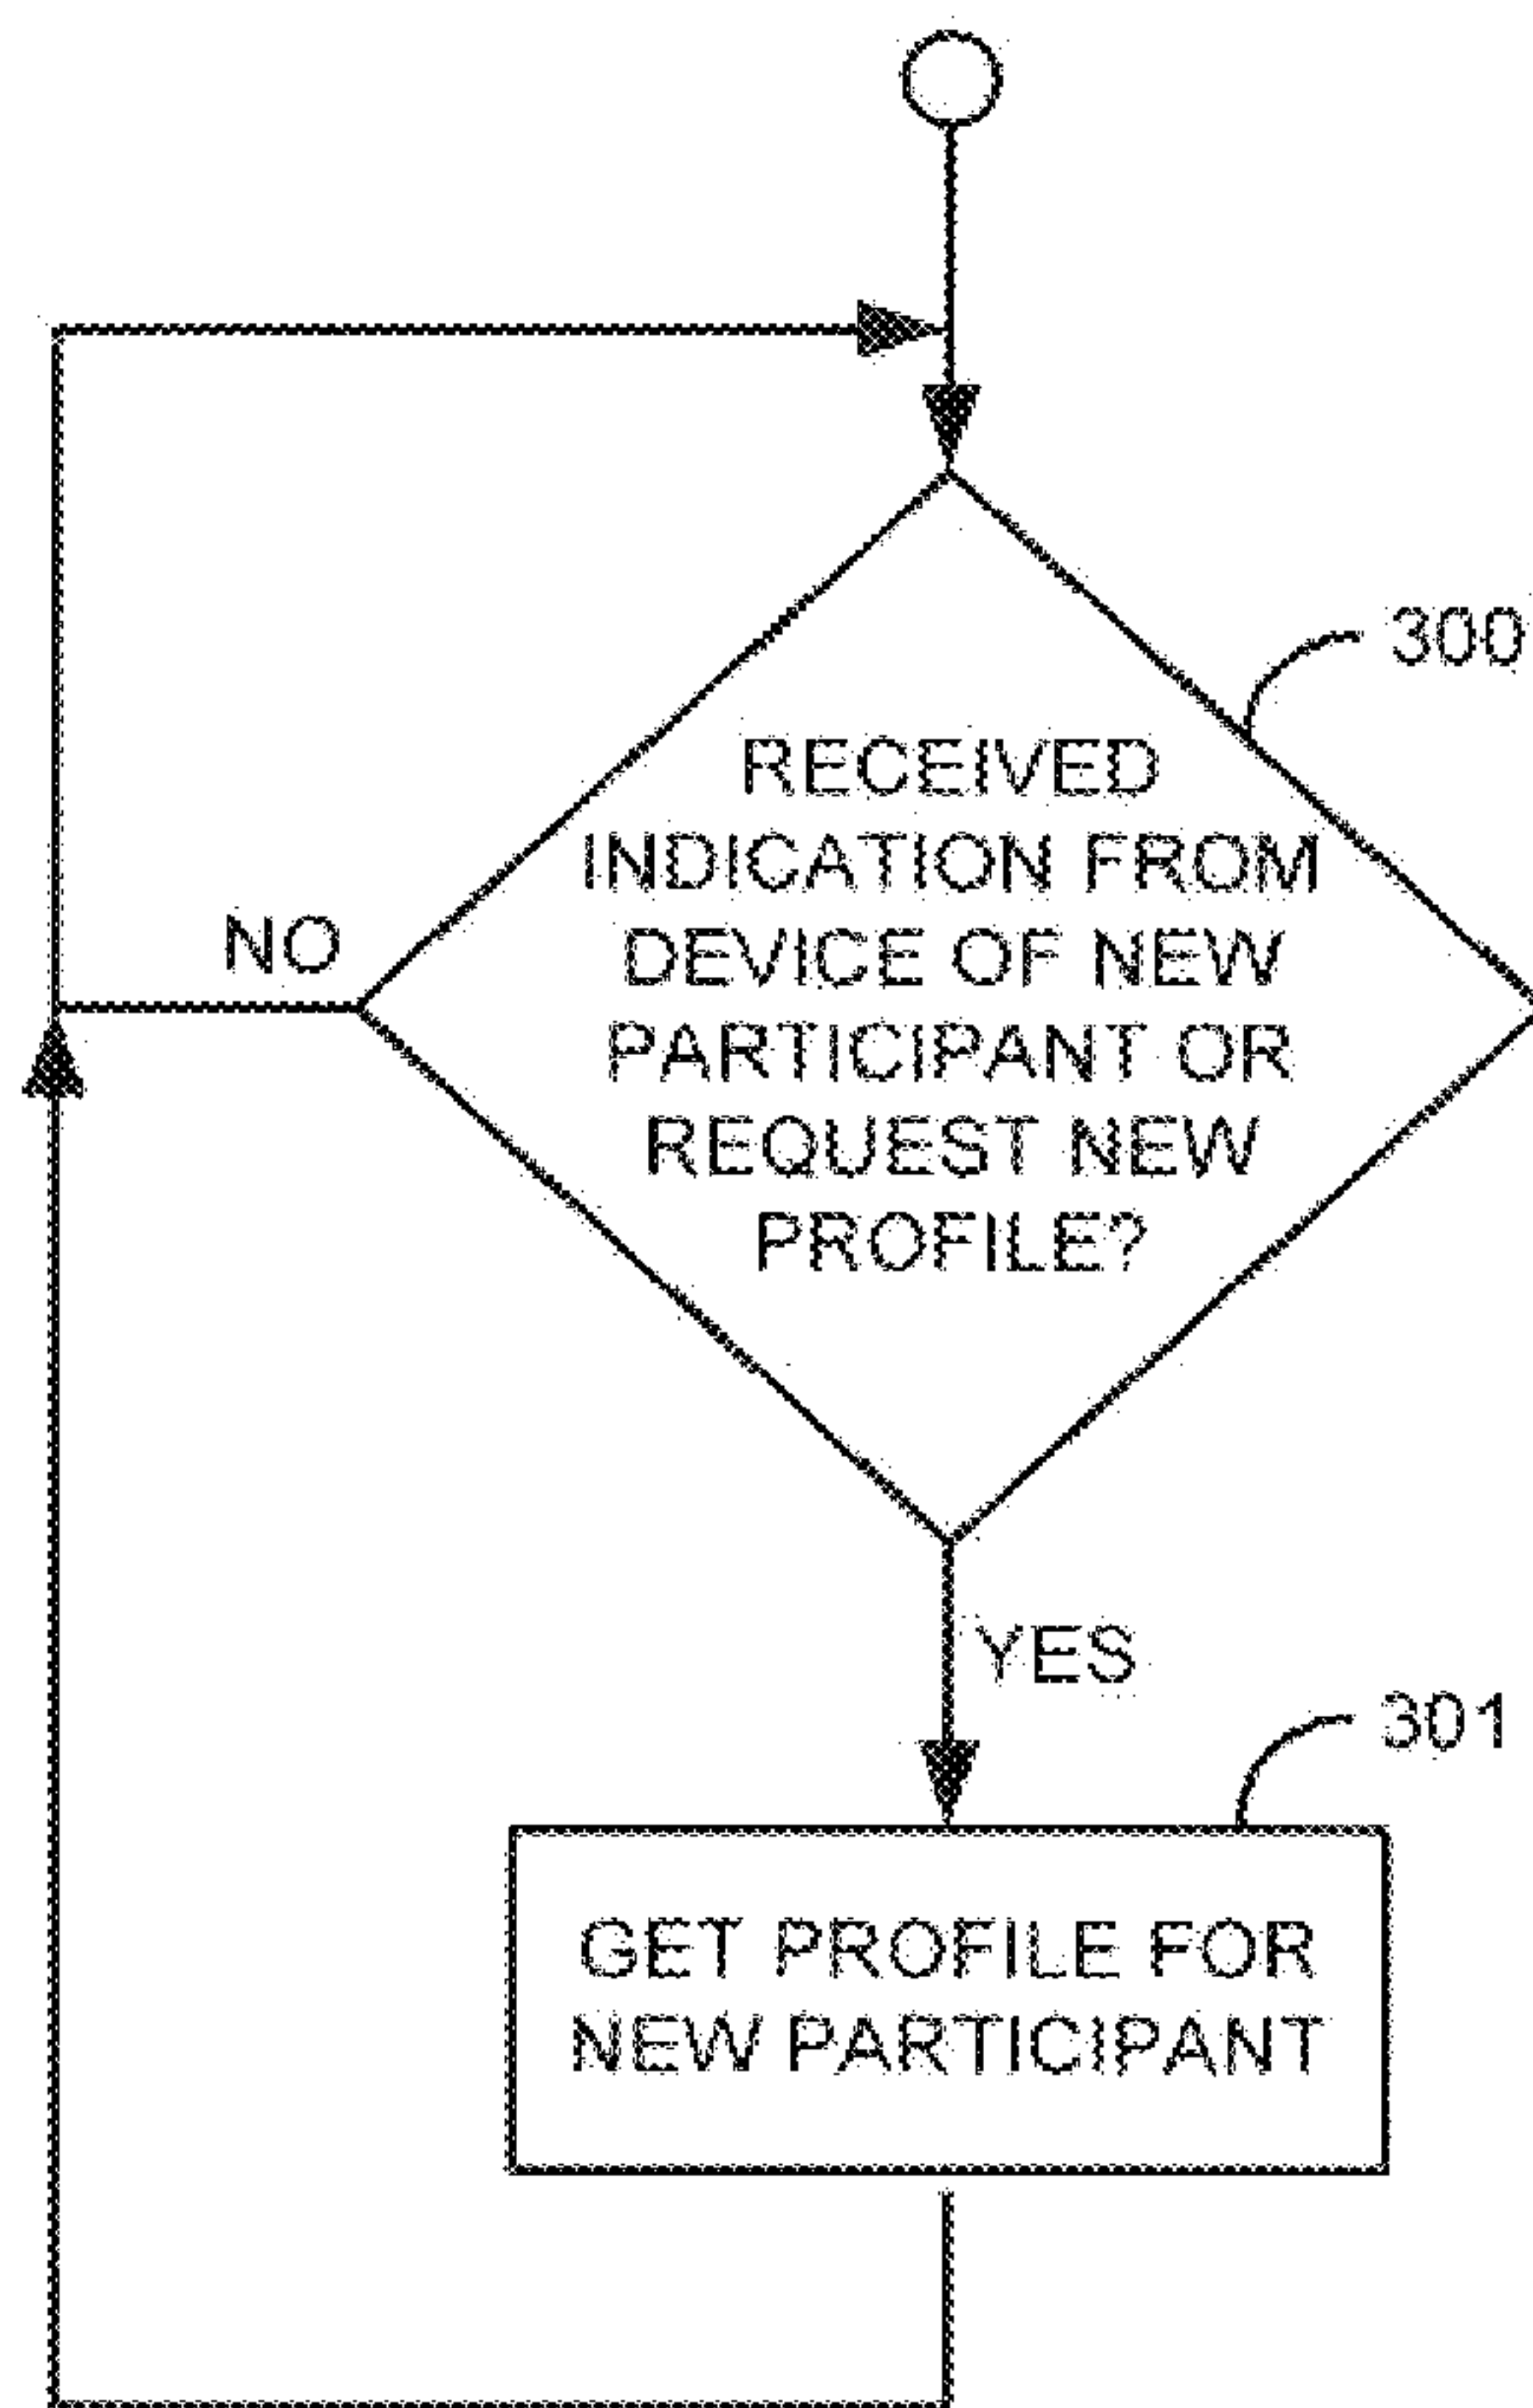 300
RECEIVED
INDICATION FROM
DEVICE OF NEW
PARTICIPANT OR
REQUEST NEW
PROFILE?
NO
YES
301
GET PROFILE FOR
NEW PARTICIPANT